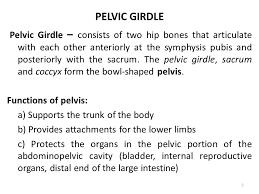 PELVIC GIRDLE
Pelvic Girdle – consists of two hip bones that articulate
with each other anteriorly at the symphysis pubis and
posteriorly with the sacrum. The pelvic girdle, sacrum
and coccyx form the bowl-shaped pelvis.
Functions of pelvis:
a) Supports the trunk of the body
b) Provides attachments for the lower limbs
c) Protects the organs in the pelvic portion of the
abdominopelvic cavity (bladder, internal reproductive
organs, distal end of the large intestine)